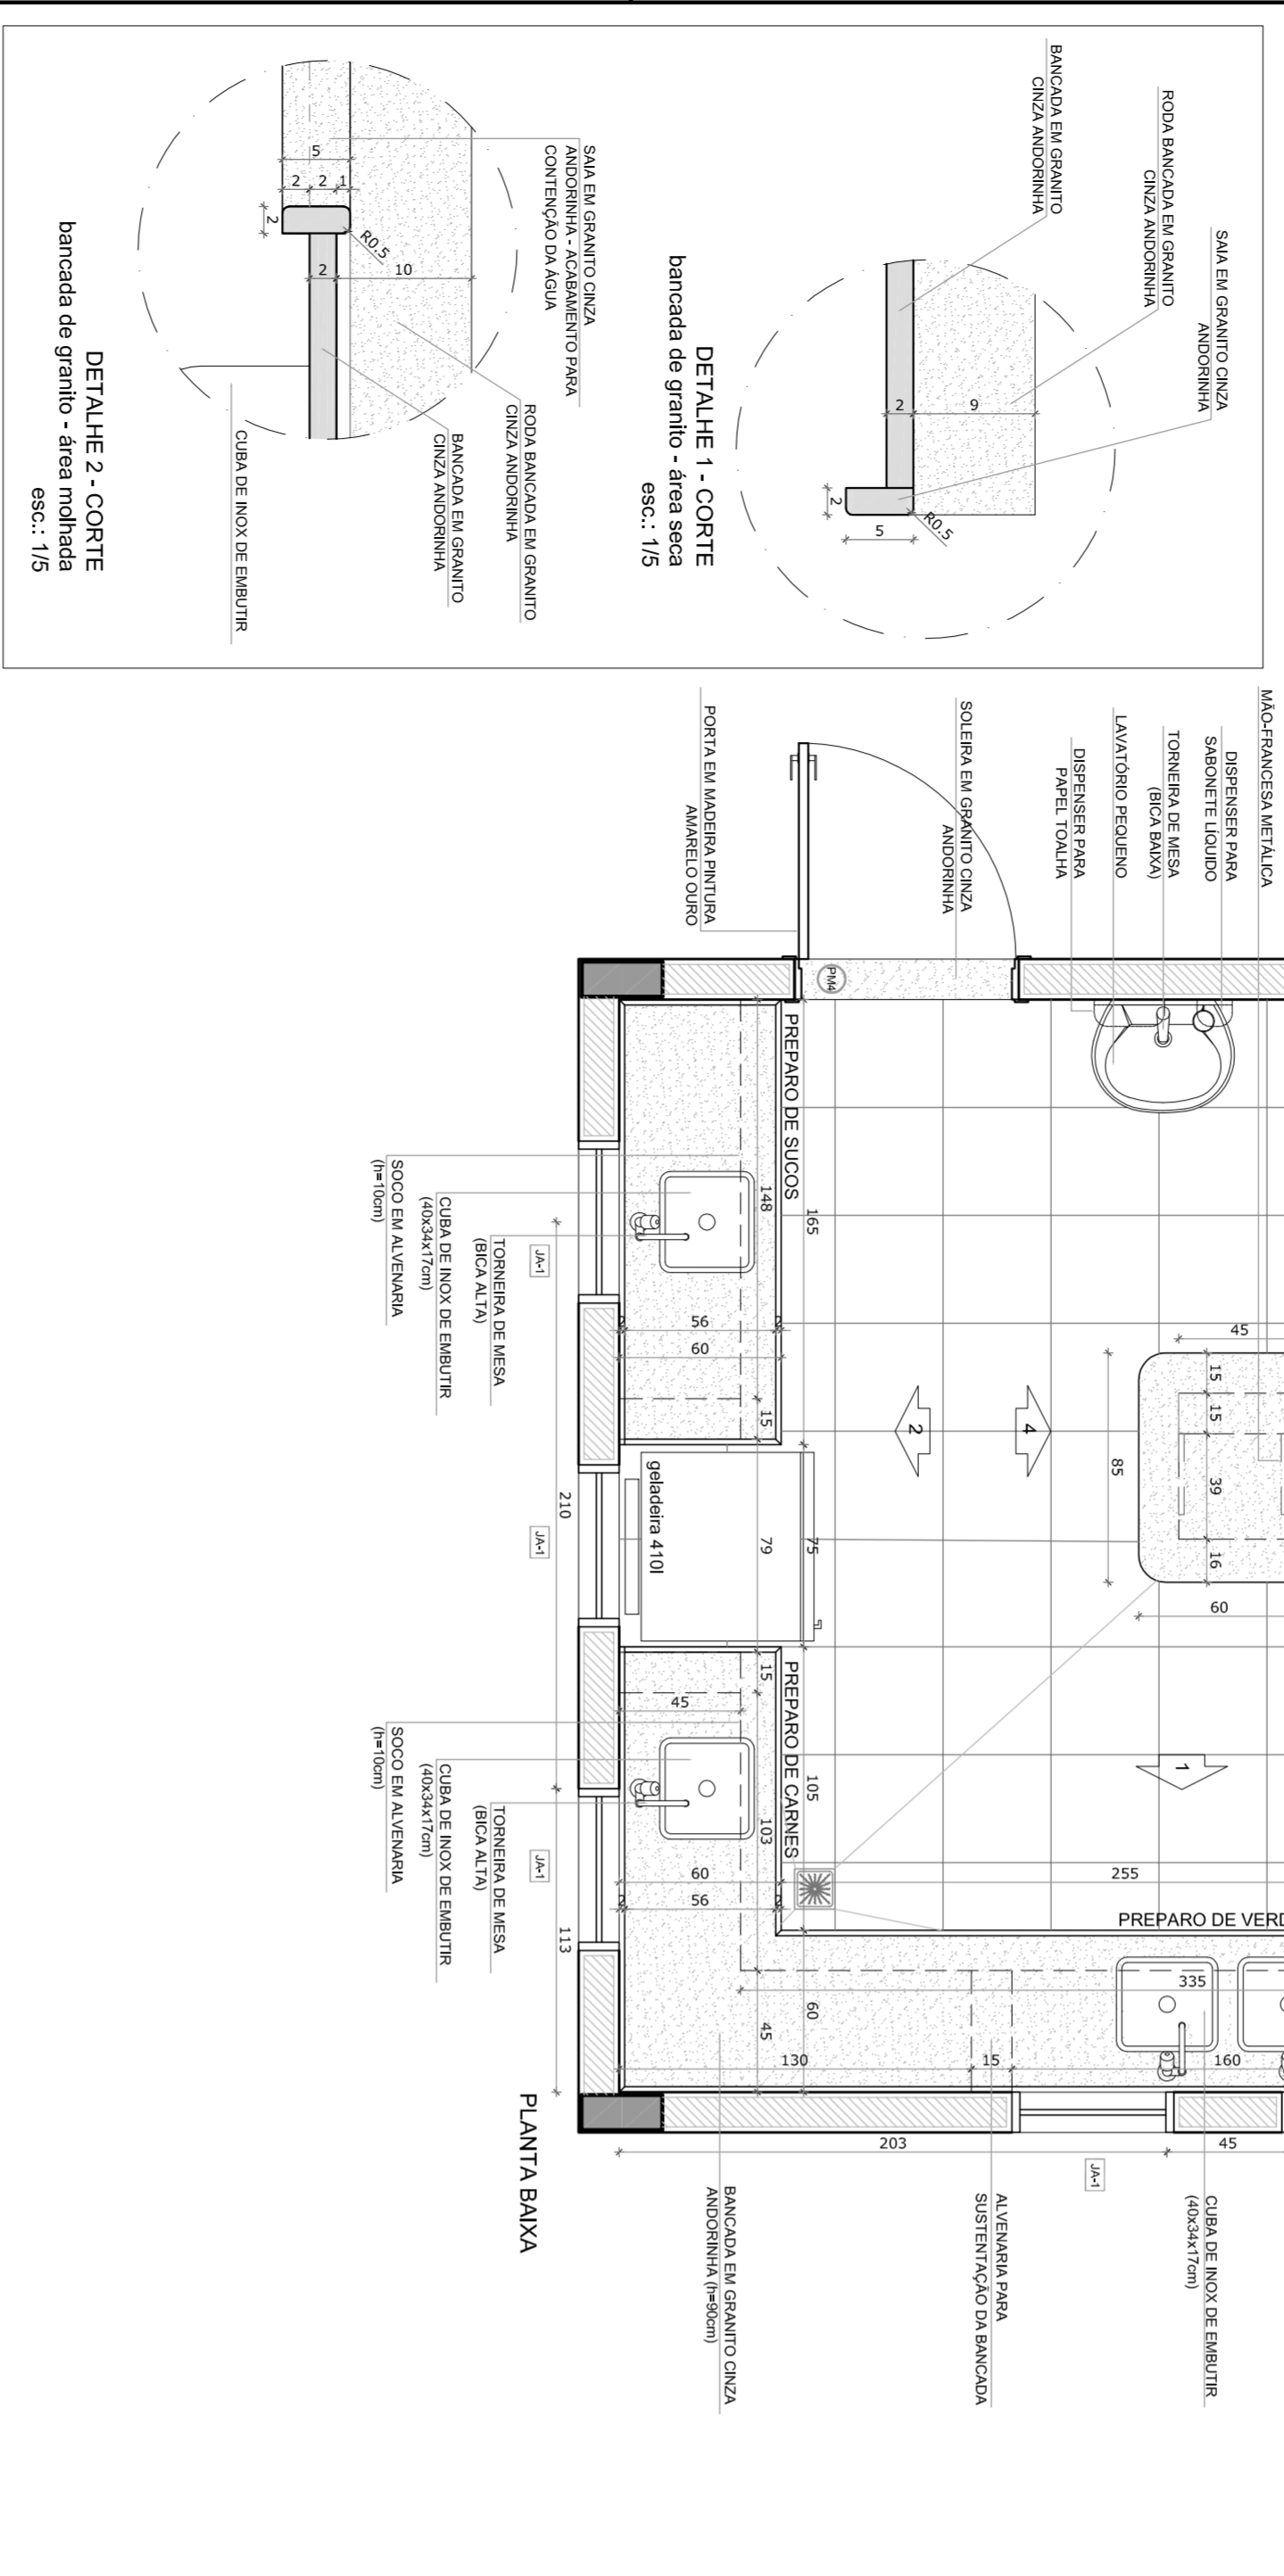 SAIA EM GRANITO CINZA
ANDORINHA
RODA BANCADA EM GRANITO
CINZA ANDORINHA
BANCADA EM GRANITO
CINZA ANDORINHA
9
2
5
2
R0.5
DETALHE 1 - CORTE
bancada de granito - área seca
esc.: 1/5
SAIA EM GRANITO CINZA
ANDORINHA - ACABAMENTO PARA
CONTENÇÃO DA ÁGUA
5
2
2
1
2
R0.5
2
10
RODA BANCADA EM GRANITO
CINZA ANDORINHA
BANCADA EM GRANITO
CINZA ANDORINHA
CUBA DE INOX DE EMBUTIR
DETALHE 2 - CORTE
bancada de granito - área molhada
esc.: 1/5
MÃO-FRANCESA METÁLICA
DISPENSER PARA
SABONETE LÍQUIDO
TORNEIRA DE MESA
(BICA BAIXA)
LAVATÓRIO PEQUENO
DISPENSER PARA
PAPEL TOALHA
SOLEIRA EM GRANITO CINZA
ANDORINHA
PORTA EM MADEIRA PINTURA
AMARELO OURO
PM4
45
15
15
39
16
85
60
4
2
1
PREPARO DE SUCOS
165
148
15
2
56
2
60
75
79
geladeira 410l
PREPARO DE CARNES
15
45
105
103
60
2
56
2
255
PREPARO DE VERD
335
60
45
130
15
160
SOCO EM ALVENARIA
(h=10cm)
CUBA DE INOX DE EMBUTIR
(40x34x17cm)
TORNEIRA DE MESA
(BICA ALTA)
JA-1
210
JA-1
SOCO EM ALVENARIA
(h=10cm)
CUBA DE INOX DE EMBUTIR
(40x34x17cm)
TORNEIRA DE MESA
(BICA ALTA)
JA-1
113
203
45
JA-1
CUBA DE INOX DE EMBUTIR
(40x34x17cm)
ALVENARIA PARA
SUSTENTAÇÃO DA BANCADA
BANCADA EM GRANITO CINZA
ANDORINHA (h=90cm)
PLANTA BAIXA